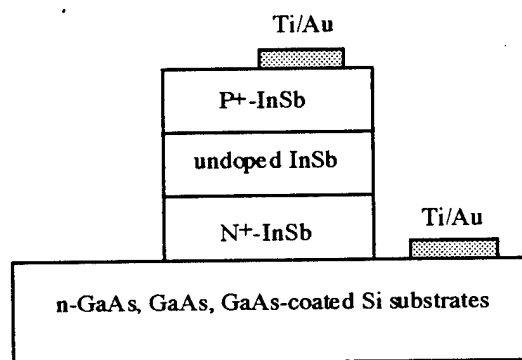 Ti/Au
P+-InSb
undoped InSb
N+-InSb
Ti/Au
n-GaAs, GaAs, GaAs-coated Si substrates